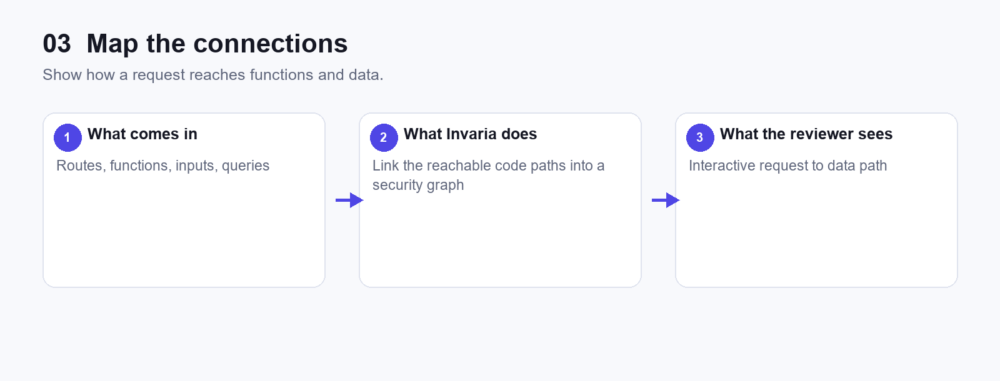 03 Map the connections
Show how a request reaches functions and data.
1 What comes in
Routes, functions, inputs, queries
2 What Invaria does
Link the reachable code paths into a
security graph
3 What the reviewer sees
Interactive request to data path